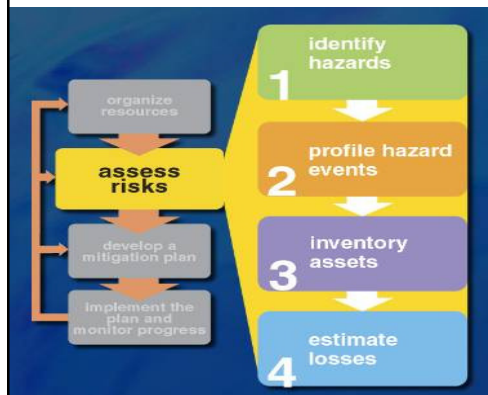 organize
resources
assess
risks
develop a
mitigation plan
implement the
plan and
monitor progress
1
identify
hazards
2
profile hazard
events
3
inventory
assets
4
estimate
losses